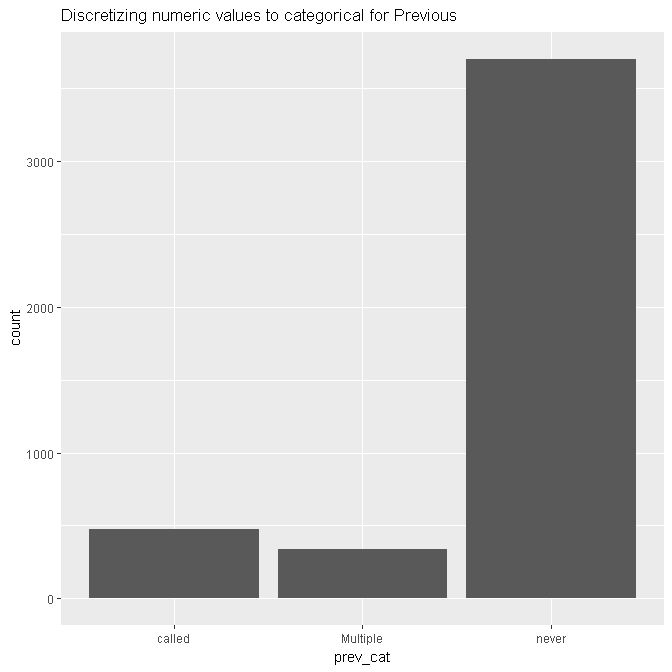 Discretizing numeric values to categorical for Previous
count
3000
2000
1000
0
called Multiple never
prev_cat